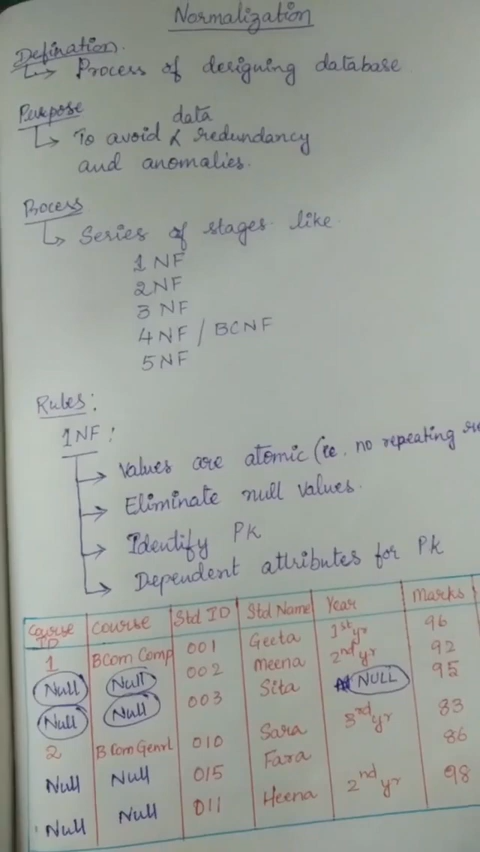 Normalization
Defination.
↳ Process of designing database
Purpose
data
↳ To avoid & redundancy
and anomalies.
Process
↳ Series of stages like
1 NF
2 NF
3 NF
4 NF / BCNF
5 NF
Rules:
1NF:
→ Values are atomic (ie. no repeating
→ Eliminate null values.
→ Identify PK
→ Dependent attributes for PK
Course ID Course Std ID Std Name Year Marks
1 BCom Comp 001 Geeta 1st yr 96
Null Null 002 Meena 2nd yr 92
Null Null 003 Sita NULL 95
2 B Com Genrl 010 Sara 3rd yr 83
Null Null 015 Fara 86
Null Null 011 Heena 2nd yr 98